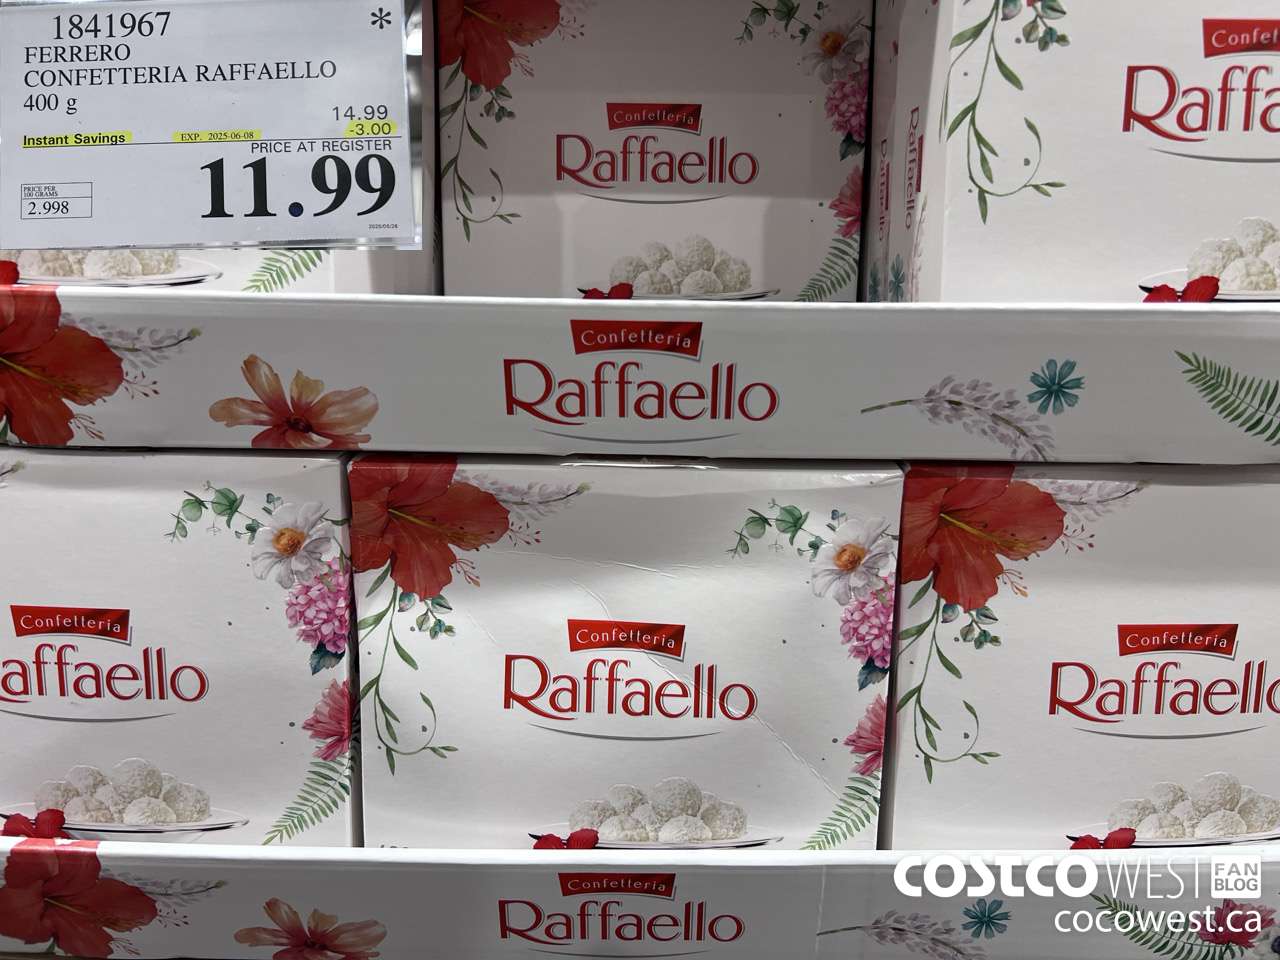 1841967 *
FERRERO
CONFETTERIA RAFFAELLO
400 g
14.99
Instant Savings EXP. 2025-06-08 -3.00
PRICE AT REGISTER
PRICE PER
100 GRAMS
2.998
11.99
Confetteria
Raffaello
Confet
Raffa
Raffaello
Confetteria
Raffaello
Confetteria
affaello
Confetteria
Raffaello
Confetteria
Raffaello
Confetteria
Raffaello
COSTCO WEST FAN
BLOG
cocowest.ca